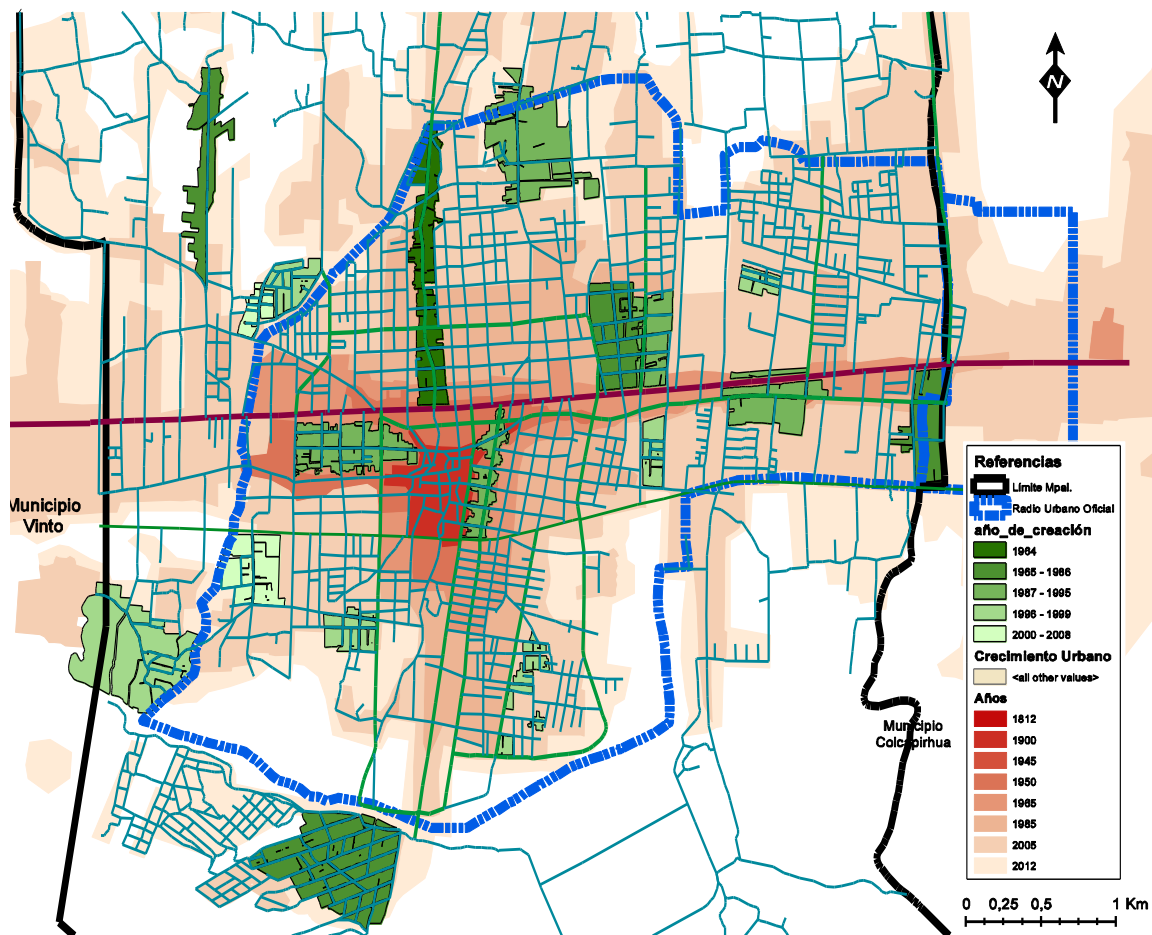 N
Municipio
Vinto
Municipio
Colcapirhua
Referencias
Límite Mpal.
Radio Urbano Oficial
año_de_creación
1964
1965 - 1986
1987 - 1995
1996 - 1999
2000 - 2008
Crecimiento Urbano
<all other values>
Años
1812
1900
1945
1950
1965
1985
2005
2012
0 0,25 0,5 1 Km